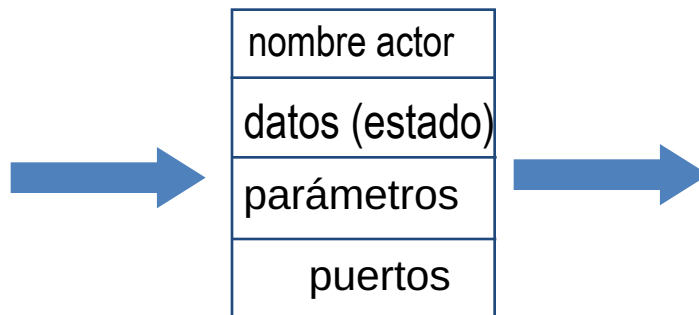 nombre actor
datos (estado)
parámetros
puertos